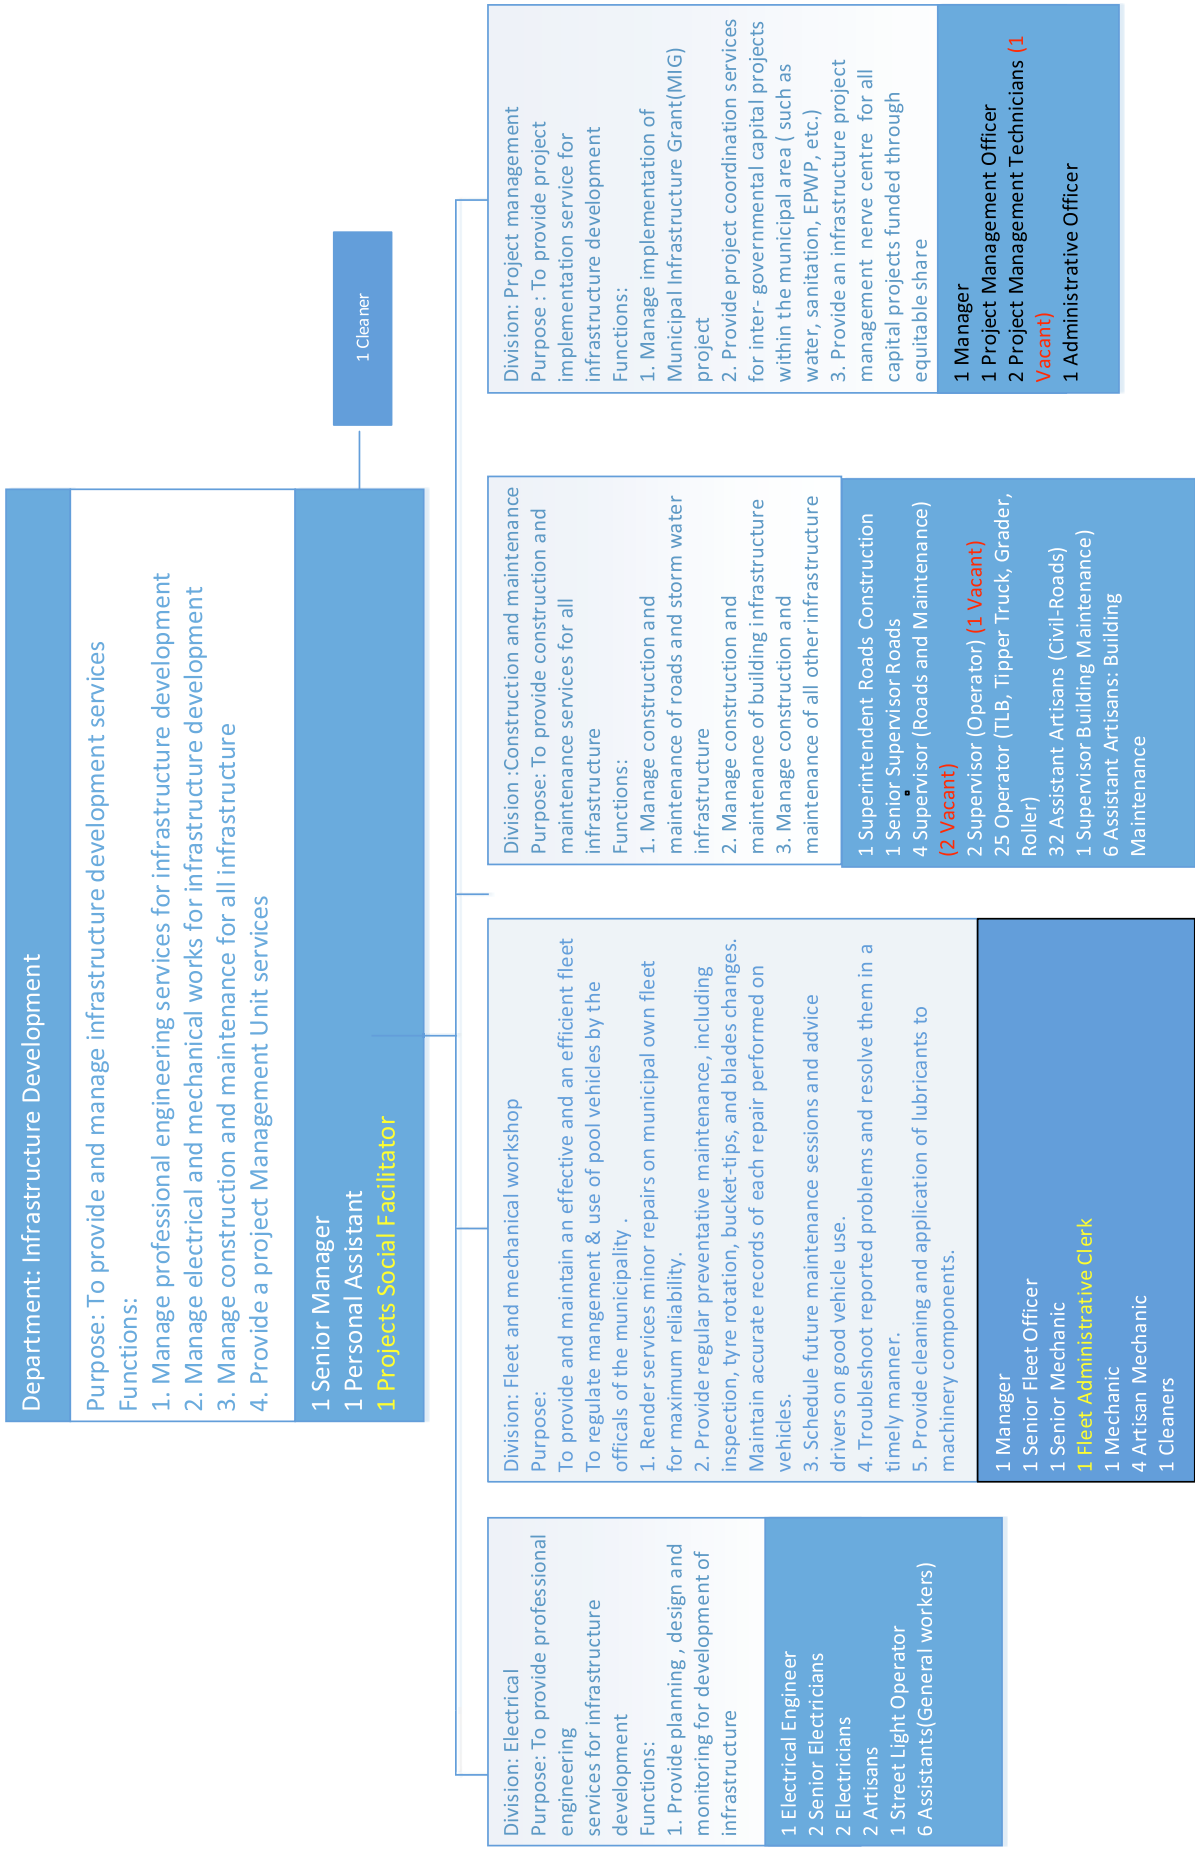 Department: Infrastructure Development
Purpose: To provide and manage infrastructure development services
Functions:
1. Manage professional engineering services for infrastructure development
2. Manage electrical and mechanical works for infrastructure development
3. Manage construction and maintenance for all infrastructure
4. Provide a project Management Unit services
1 Senior Manager
1 Personal Assistant
1 Projects Social Facilitator
1 Cleaner
Division: Electrical
Purpose: To provide professional
engineering
services for infrastructure
development
Functions:
1. Provide planning , design and
monitoring for development of
infrastructure
1 Electrical Engineer
2 Senior Electricians
2 Electricians
2 Artisans
1 Street Light Operator
6 Assistants(General workers)
Division: Fleet and mechanical workshop
Purpose:
To provide and maintain an effective and an efficient fleet
To regulate mangement & use of pool vehicles by the
officals of the municipality .
1. Render services minor repairs on municipal own fleet
for maximum reliability.
2. Provide regular preventative maintenance, including
inspection, tyre rotation, bucket-tips, and blades changes.
Maintain accurate records of each repair performed on
vehicles.
3. Schedule future maintenance sessions and advice
drivers on good vehicle use.
4. Troubleshoot reported problems and resolve them in a
timely manner.
5. Provide cleaning and application of lubricants to
machinery components.
1 Manager
1 Senior Fleet Officer
1 Senior Mechanic
1 Fleet Administrative Clerk
1 Mechanic
4 Artisan Mechanic
1 Cleaners
Division :Construction and maintenance
Purpose: To provide construction and
maintenance services for all
infrastructure
Functions:
1. Manage construction and
maintenance of roads and storm water
infrastructure
2. Manage construction and
maintenance of building infrastructure
3. Manage construction and
maintenance of all other infrastructure
1 Superintendent Roads Construction
1 Senior Supervisor Roads
4 Supervisor (Roads and Maintenance)
(2 Vacant)
2 Supervisor (Operator) (1 Vacant)
25 Operator (TLB, Tipper Truck, Grader,
Roller)
32 Assistant Artisans (Civil-Roads)
1 Supervisor Building Maintenance)
6 Assistant Artisans: Building
Maintenance
Division: Project management
Purpose : To provide project
implementation service for
infrastructure development
Functions:
1. Manage implementation of
Municipal Infrastructure Grant(MIG)
project
2. Provide project coordination services
for inter- governmental capital projects
within the municipal area ( such as
water, sanitation, EPWP, etc.)
3. Provide an infrastructure project
management nerve centre for all
capital projects funded through
equitable share
1 Manager
1 Project Management Officer
2 Project Management Technicians (1
Vacant)
1 Administrative Officer